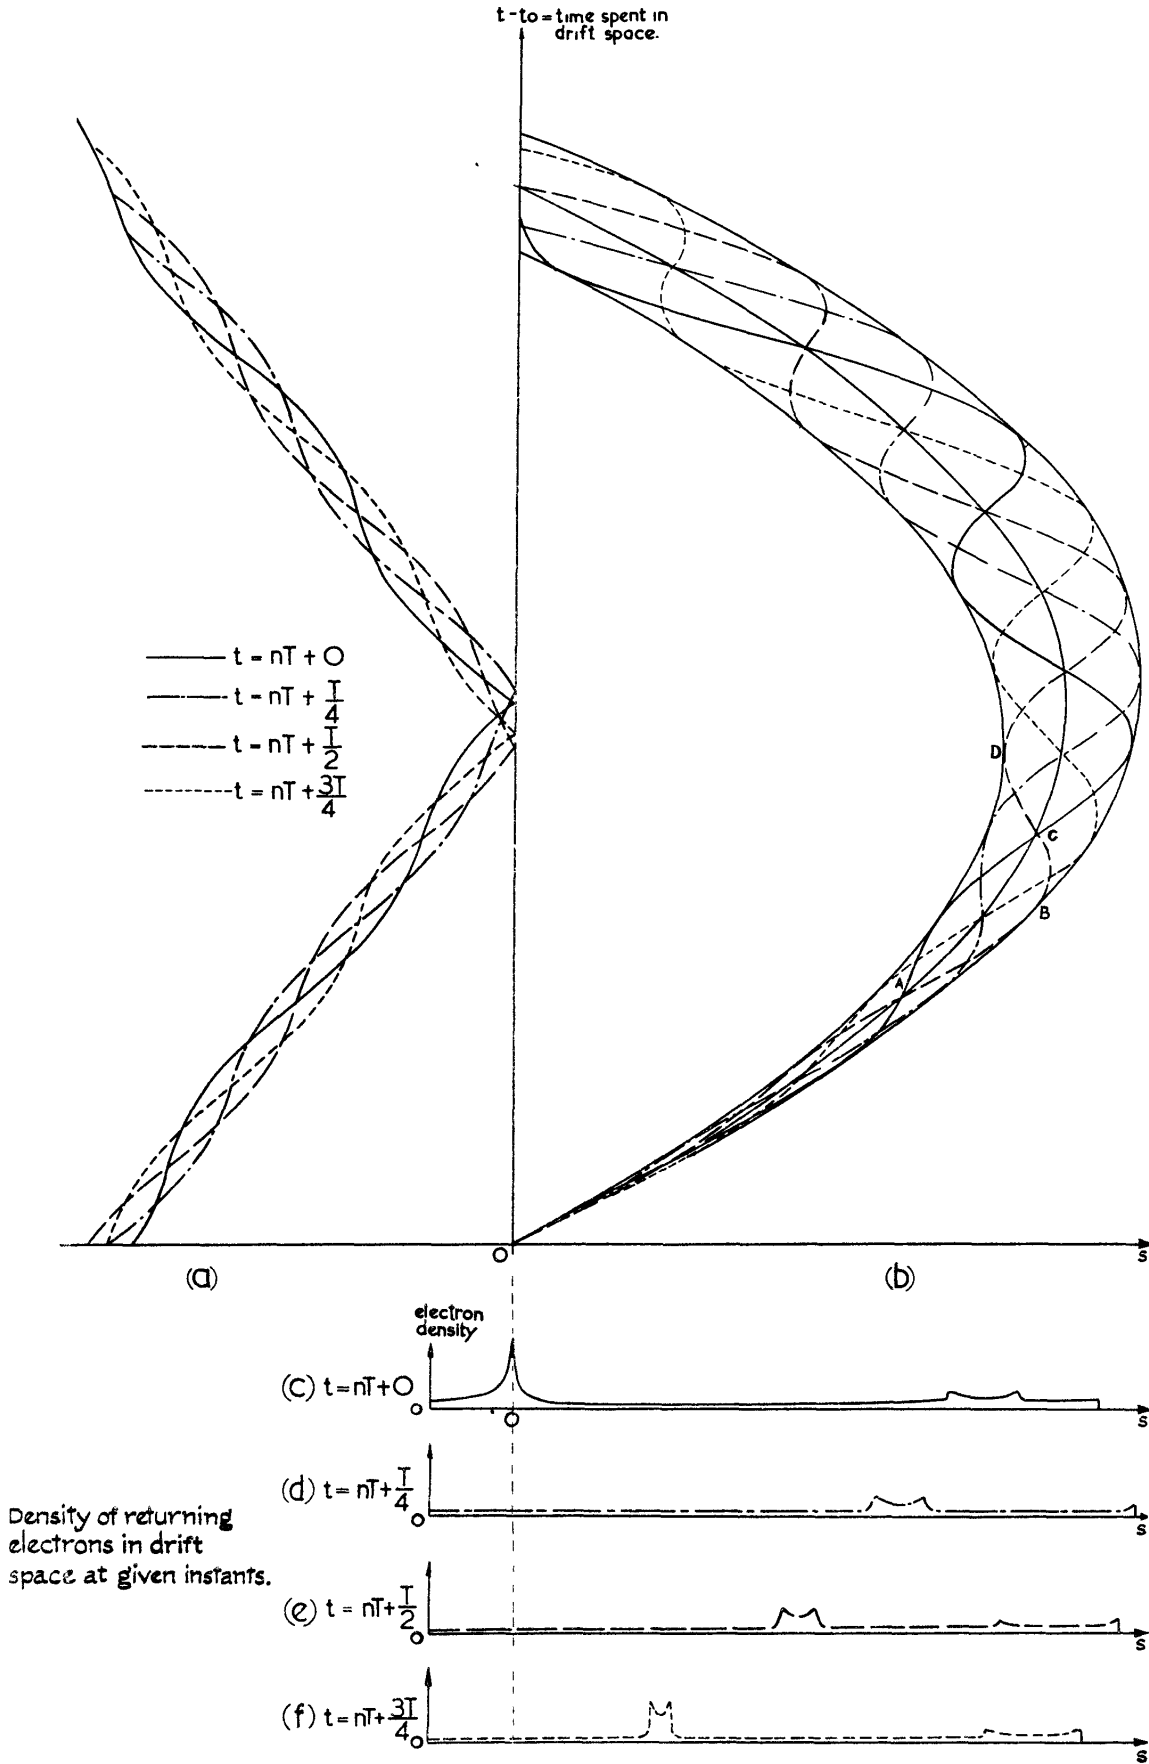 t-to = time spent in
drift space.
t = nT + O
t = nT + T/4
t = nT + T/2
t = nT + 3T/4
D
C
B
A
O
s
(a)
(b)
electron
density
(c) t = nT + O
O
O
s
(d) t = nT + T/4
O
s
Density of returning
electrons in drift
space at given instants.
(e) t = nT + T/2
O
s
(f) t = nT + 3T/4
O
s